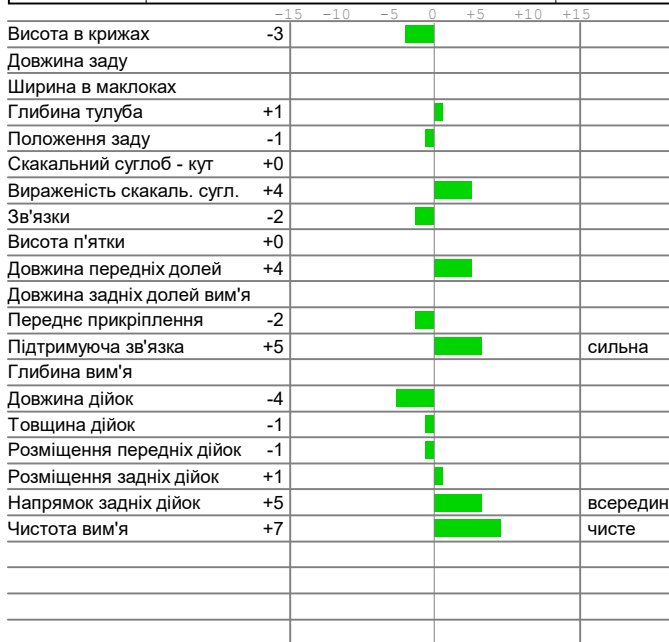 -15 -10 -5 0 +5 +10 +15
Висота в крижах -3
Довжина заду
Ширина в маклоках
Глибина тулуба +1
Положення заду -1
Скакальний суглоб - кут +0
Вираженість скакаль. сугл. +4
Зв'язки -2
Висота п'ятки +0
Довжина передніх долей +4
Довжина задніх долей вим'я
Переднє прикріплення -2
Підтримуюча зв'язка +5 сильна
Глибина вим'я
Довжина дійок -4
Товщина дійок -1
Розміщення передніх дійок -1
Розміщення задніх дійок +1
Напрямок задніх дійок +5 всередин
Чистота вим'я +7 чисте